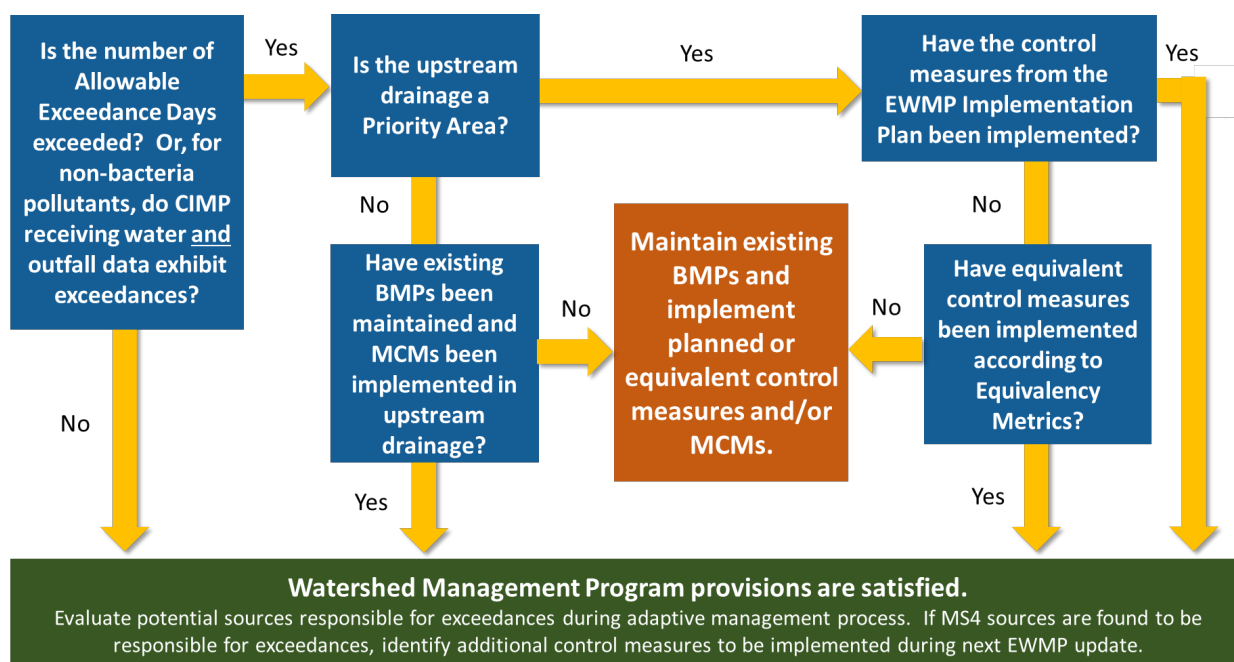 Is the number of
Allowable
Exceedance Days
exceeded? Or, for
non-bacteria
pollutants, do CIMP
receiving water and
outfall data exhibit
exceedances?
Yes
Is the upstream
drainage a
Priority Area?
Yes
Have the control
measures from the
EWMP Implementation
Plan been implemented?
Yes
No
No
Have existing
BMPs been
maintained and
MCMs been
implemented in
upstream
drainage?
No
Maintain existing
BMPs and
implement
planned or
equivalent control
measures and/or
MCMs.
No
Have equivalent
control measures
been implemented
according to
Equivalency
Metrics?
No
Yes
Yes
Watershed Management Program provisions are satisfied.
Evaluate potential sources responsible for exceedances during adaptive management process. If MS4 sources are found to be
responsible for exceedances, identify additional control measures to be implemented during next EWMP update.